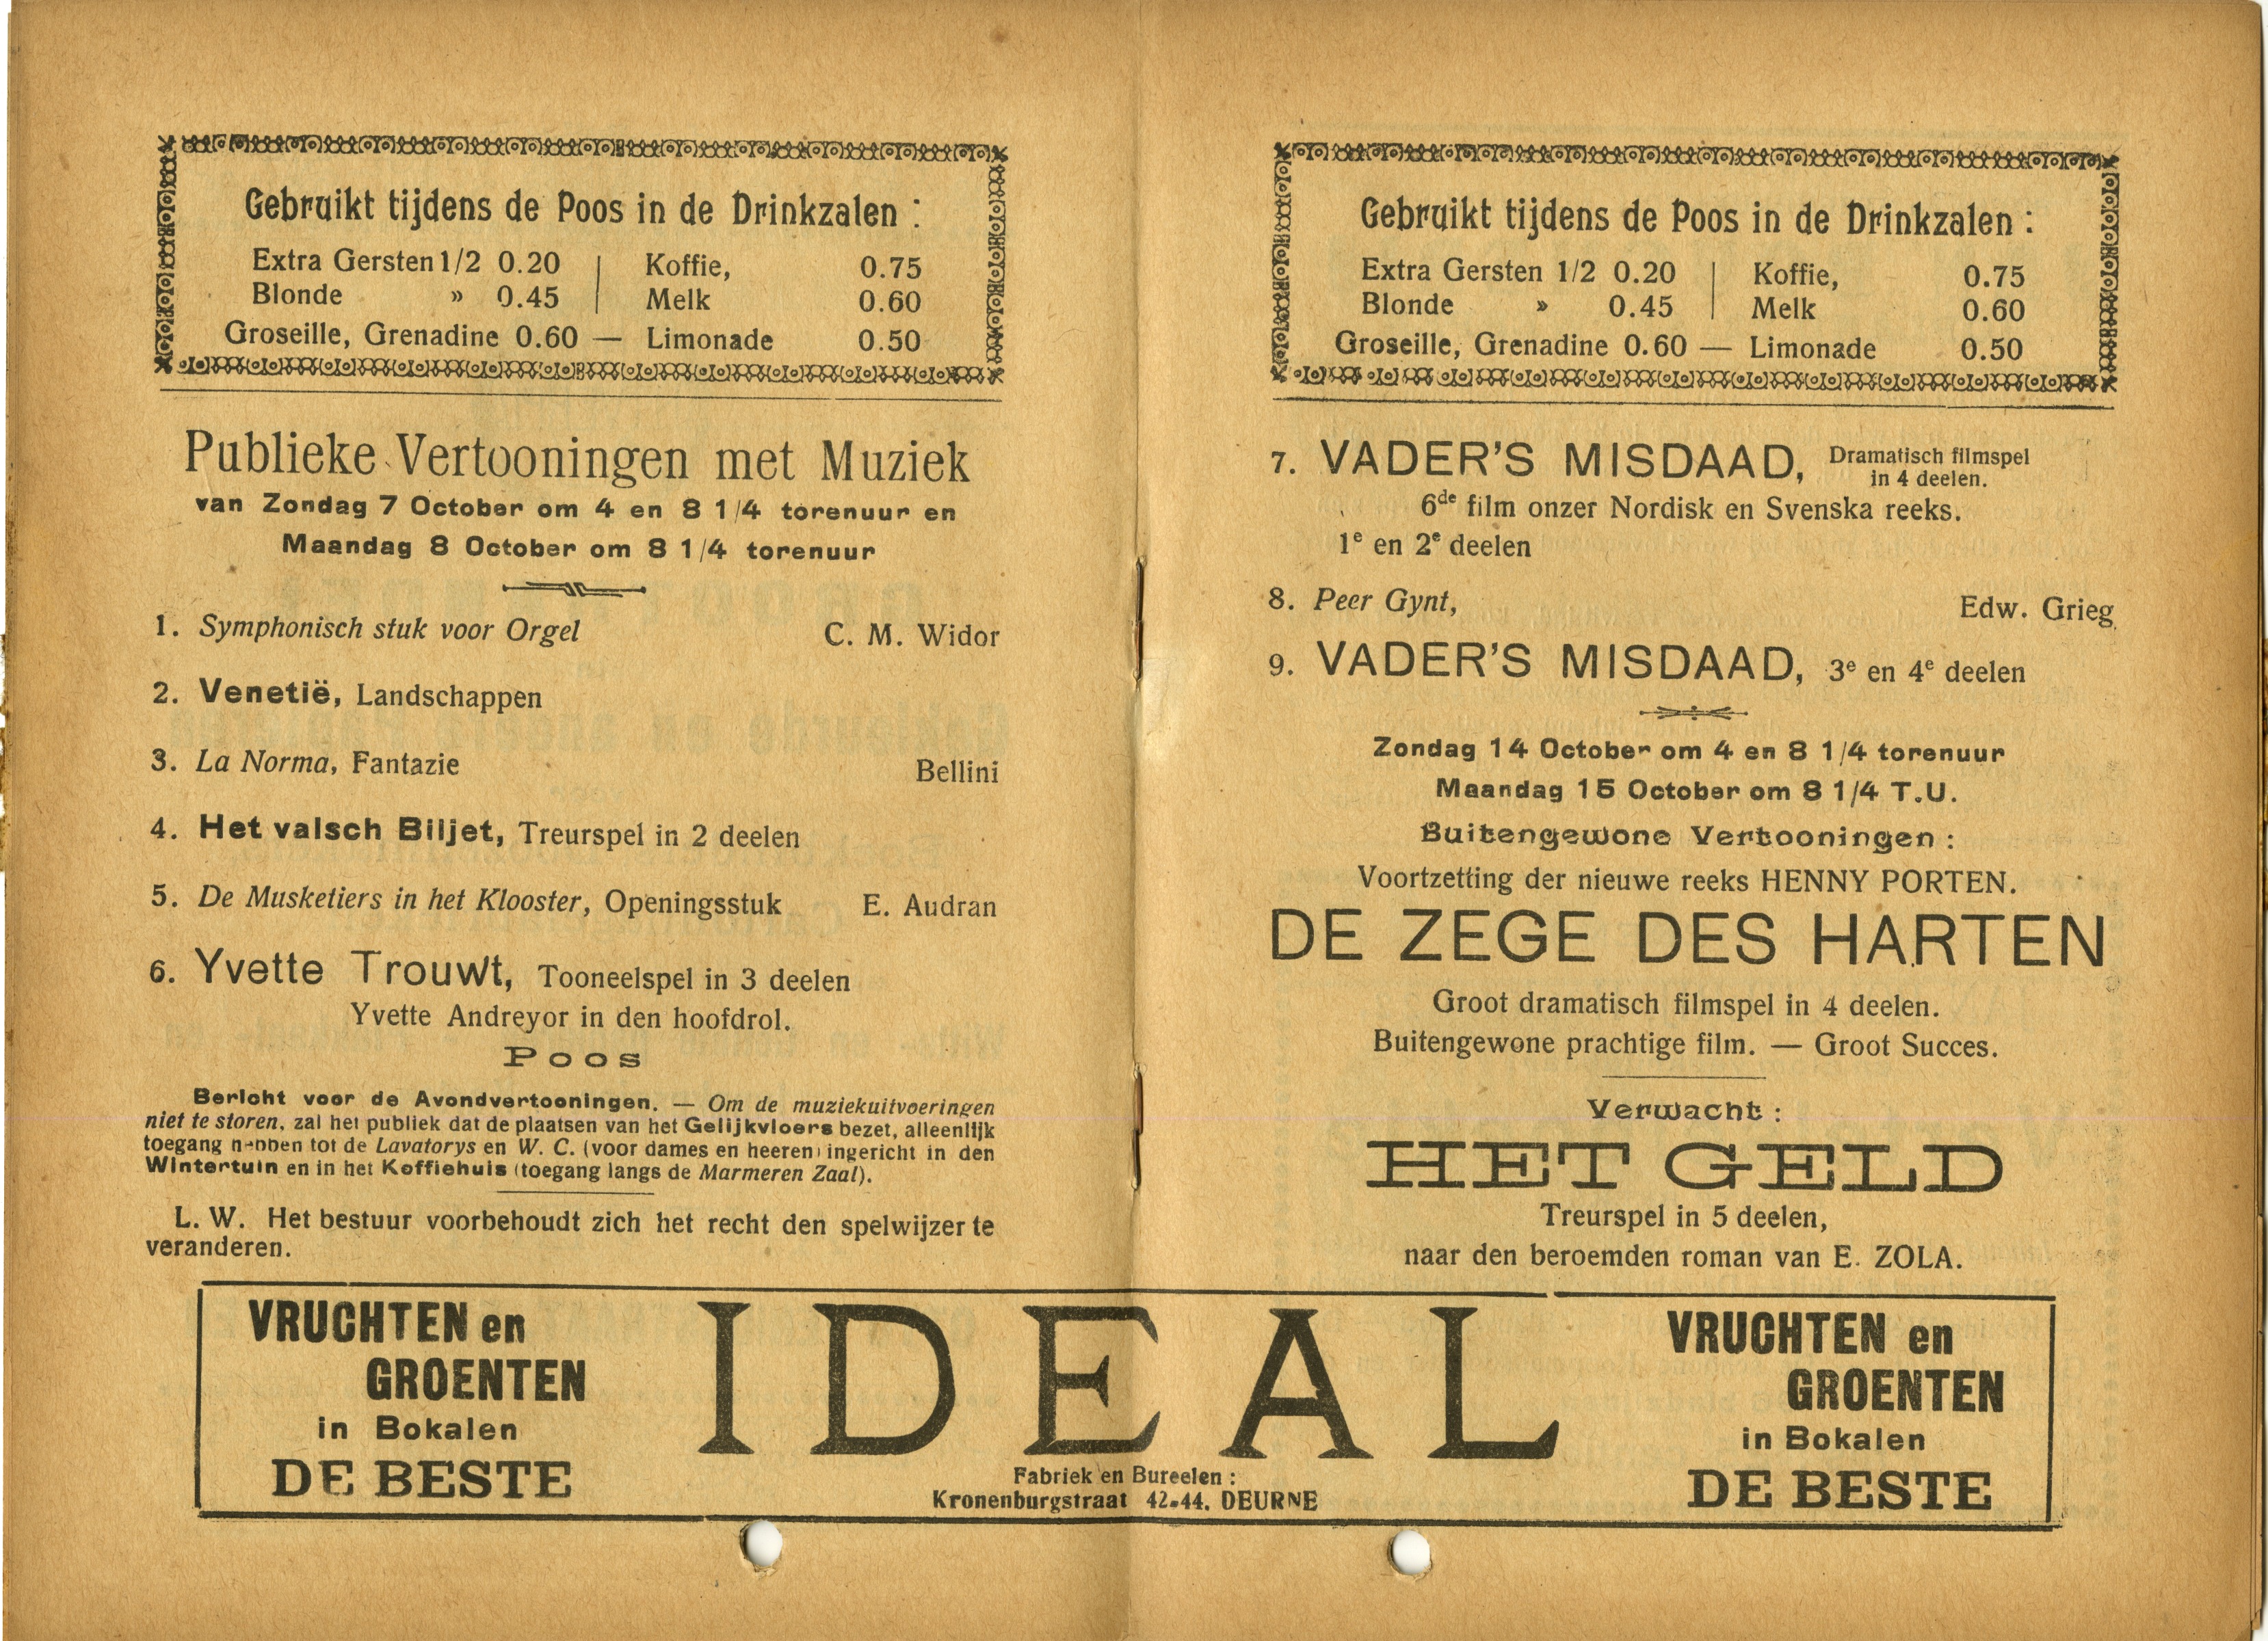 Gebruikt tijdens de Poos in de Drinkzalen :
Extra Gersten 1/2 0.20 | Koffie, 0.75
Blonde » 0.45 | Melk 0.60
Groseille, Grenadine 0.60 — Limonade 0.50
Publieke Vertooningen met Muziek
van Zondag 7 October om 4 en 8 1/4 torenuur en
Maandag 8 October om 8 1/4 torenuur
1. Symphonisch stuk voor Orgel C. M. Widor
2. Venetië, Landschappen
3. La Norma, Fantazie Bellini
4. Het valsch Biljet, Treurspel in 2 deelen
5. De Musketiers in het Klooster, Openingsstuk E. Audran
6. Yvette Trouwt, Tooneelspel in 3 deelen
Yvette Andreyor in den hoofdrol.
Poos
Bericht voor de Avondvertooningen. — Om de muziekuitvoeringen
niet te storen, zal het publiek dat de plaatsen van het Gelijkvloers bezet, alleenlijk
toegang hebben tot de Lavatorys en W. C. (voor dames en heeren) ingericht in den
Wintertuin en in het Koffiehuis (toegang langs de Marmeren Zaal).
L. W. Het bestuur voorbehoudt zich het recht den spelwijzer te
veranderen.
Gebruikt tijdens de Poos in de Drinkzalen :
Extra Gersten 1/2 0.20 | Koffie, 0.75
Blonde » 0.45 | Melk 0.60
Groseille, Grenadine 0.60 — Limonade 0.50
7. VADER'S MISDAAD, Dramatisch filmspel
in 4 deelen.
6de film onzer Nordisk en Svenska reeks.
1e en 2e deelen
8. Peer Gynt, Edw. Grieg
9. VADER'S MISDAAD, 3e en 4e deelen
Zondag 14 October om 4 en 8 1/4 torenuur
Maandag 15 October om 8 1/4 T.U.
Buitengewone Vertooningen :
Voortzetting der nieuwe reeks HENNY PORTEN.
DE ZEGE DES HARTEN
Groot dramatisch filmspel in 4 deelen.
Buitengewone prachtige film. — Groot Succes.
Verwacht :
HET GELD
Treurspel in 5 deelen,
naar den beroemden roman van E. ZOLA.
VRUCHTEN en
GROENTEN
in Bokalen
DE BESTE
IDEAL
Fabriek en Bureelen :
Kronenburgstraat 42-44, DEURNE
VRUCHTEN en
GROENTEN
in Bokalen
DE BESTE